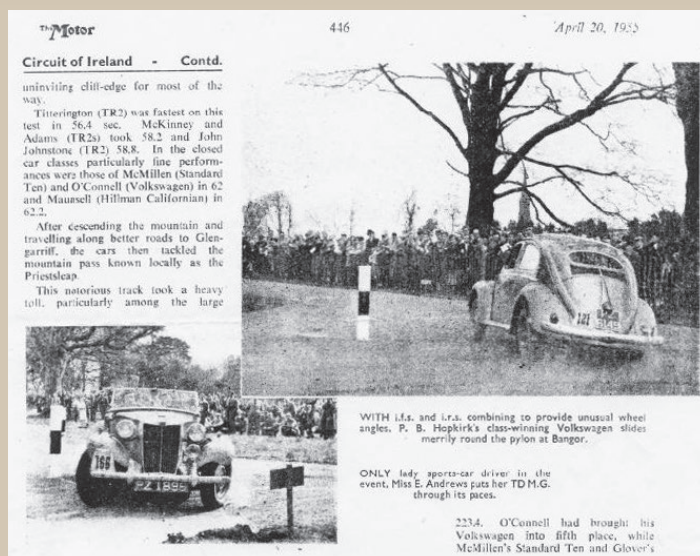 The Motor
446
April 20, 1955
Circuit of Ireland - Contd.
uninviting cliff-edge for most of the
way.
Titterington (TR2) was fastest on this
test in 56.4 sec. McKinney and
Adams (TR2s) took 58.2 and John
Johnstone (TR2) 58.8. In the closed
car classes particularly fine perform-
ances were those of McMillen (Standard
Ten) and O'Connell (Volkswagen) in 62
and Maunsell (Hillman Californian) in
62.2.
After descending the mountain and
travelling along better roads to Glen-
garriff, the cars then tackled the
mountain pass known locally as the
Priestsleap.
This notorious track took a heavy
toll, particularly among the large
121
166
PZ 1895
WITH i.f.s. and i.r.s. combining to provide unusual wheel
angles, P. B. Hopkirk's class-winning Volkswagen slides
merrily round the pylon at Bangor.
ONLY lady sports-car driver in the
event, Miss E. Andrews puts her TD M.G.
through its paces.
223.4. O'Connell had brought his
Volkswagen into fifth place, while
McMillen's Standard Ten and Glover's